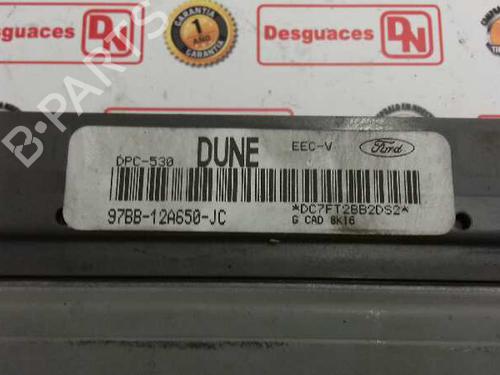 Desguaces DN
1 AÑO
GARANTIA
Desguaces DN
DPC-530 DUNE EEC-V Ford
97BB-12A650-JC *DC7FT2BB2DS2*
G CAD 8K16
B-PARTS